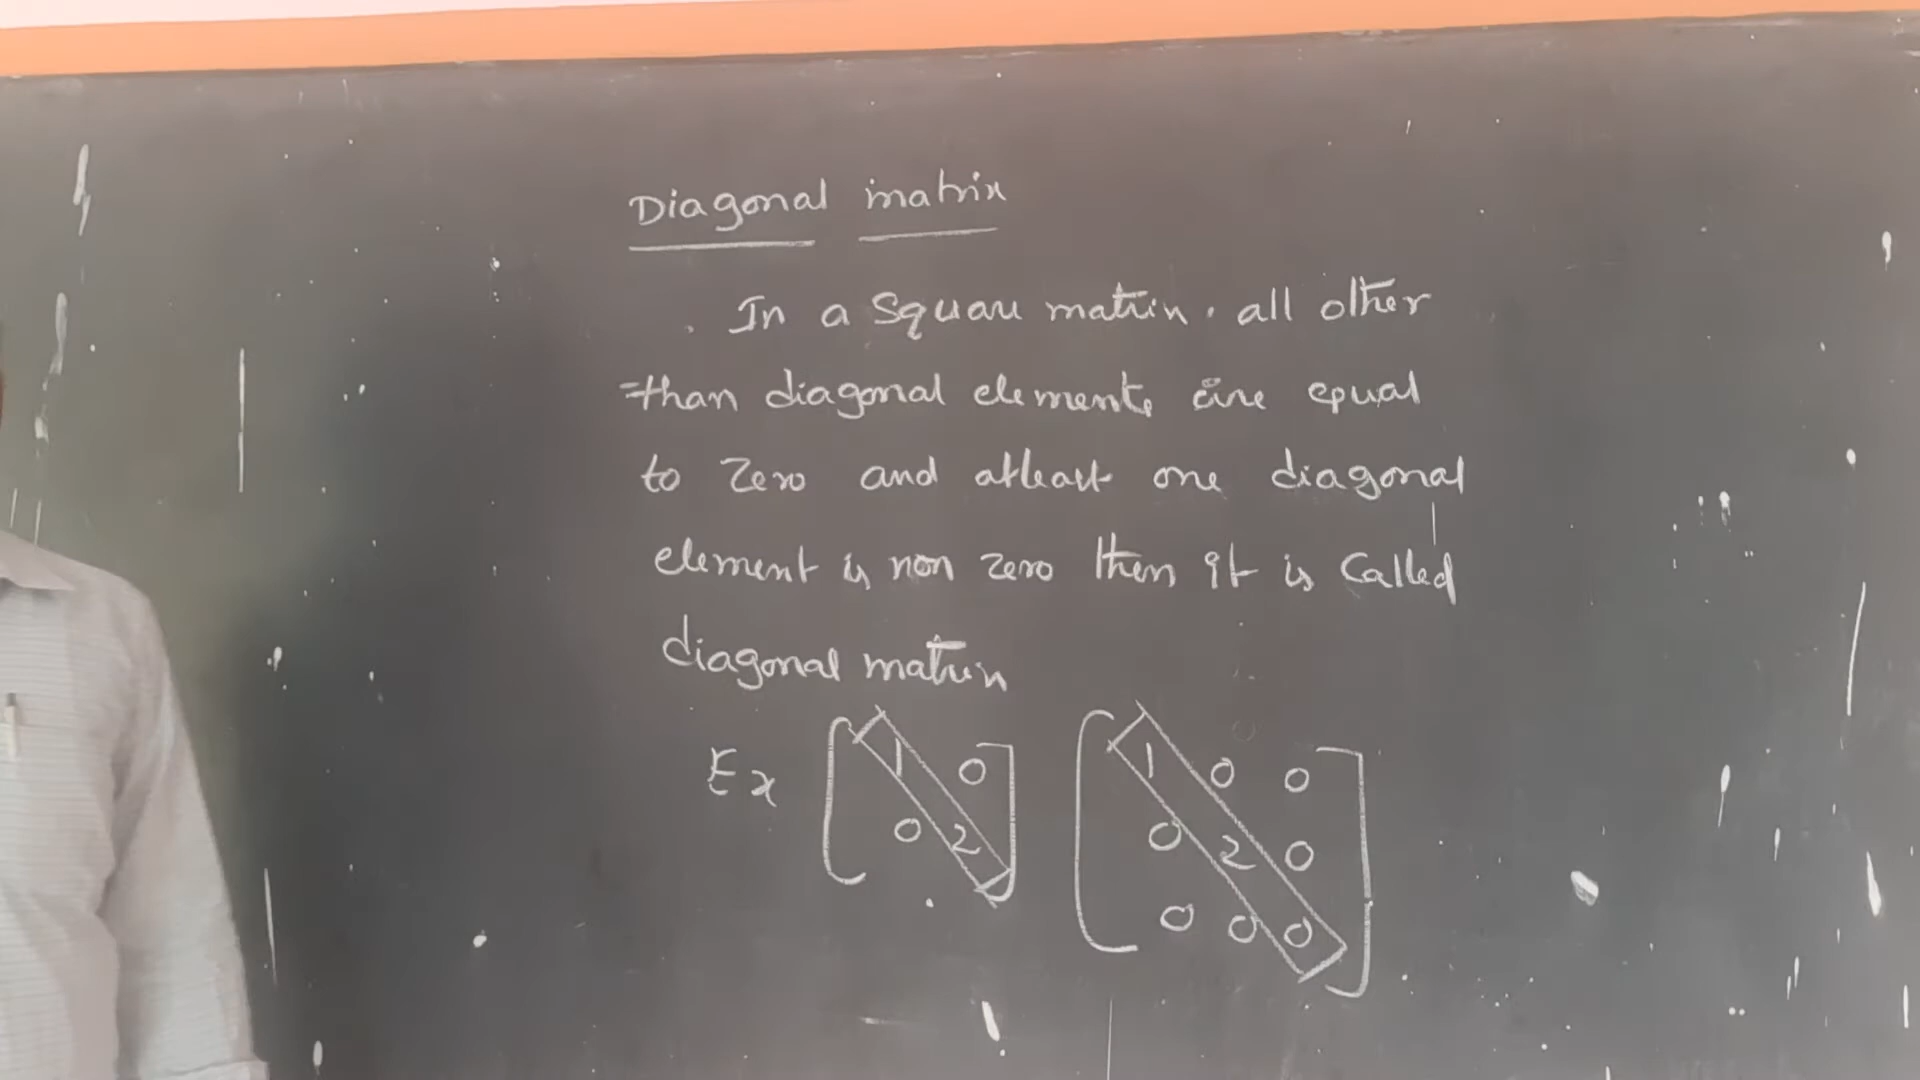 Diagonal matrix
In a Square matrix. all other
than diagonal elements are equal
to Zero and atleast one diagonal
element is non zero then it is Called
diagonal matrix
Ex [1 0 [1 0 0
0 2] 0 2 0
0 0 0]